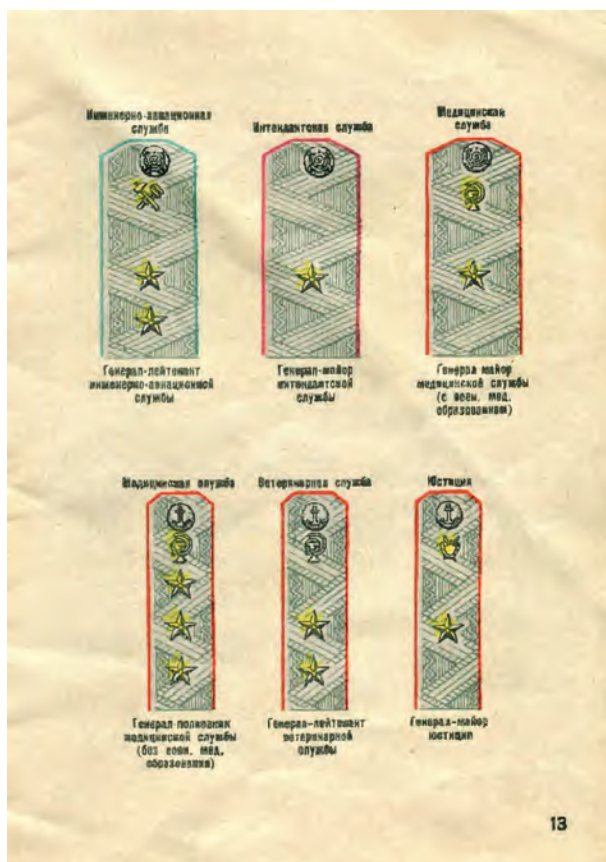 Инженерно-авиационная
служба
Интендантская служба
Медицинская
служба
Генерал-лейтенант
инженерно-авиационной
службы
Генерал-майор
интендантской
службы
Генерал майор
медицинской службы
(с воен. мед.
образованием)
Медицинская служба
Ветеринарная служба
Юстиция
Генерал полковник
медицинской службы
(без воен. мед.
образования)
Генерал-лейтенант
ветеринарной
службы
Генерал-майор
юстиции
13